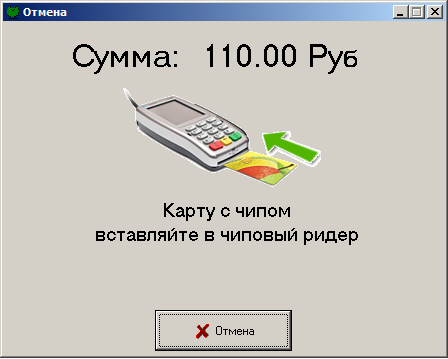 Отмена
Сумма: 110.00 Руб
Карту с чипом
вставляйте в чиповый ридер
Отмена